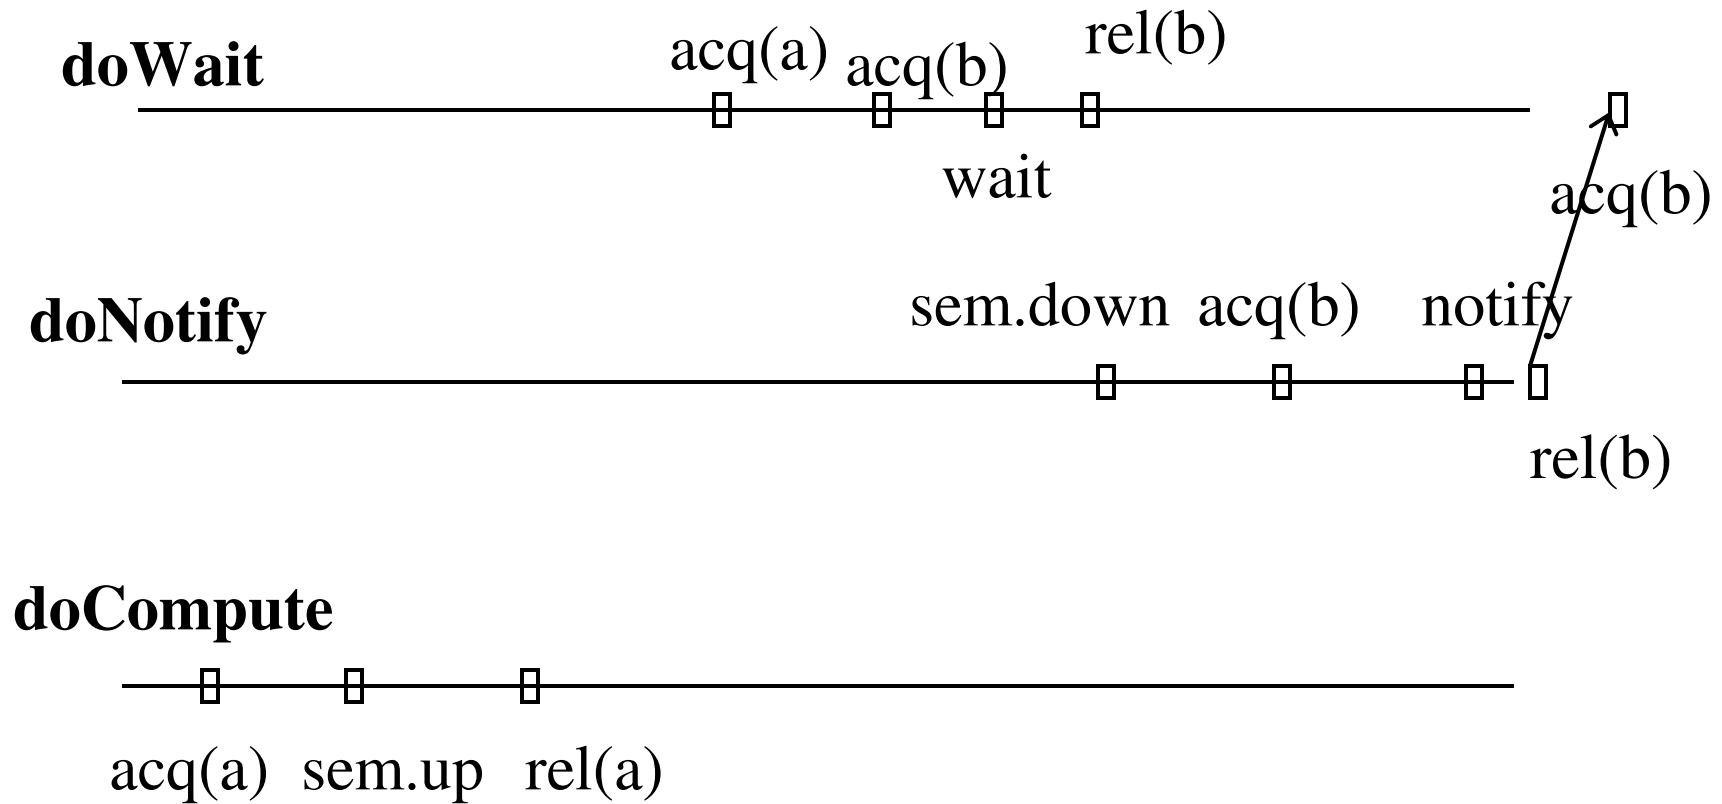 doWait
acq(a)
acq(b)
rel(b)
wait
acq(b)
doNotify
sem.down
acq(b)
notify
rel(b)
doCompute
acq(a)
sem.up
rel(a)